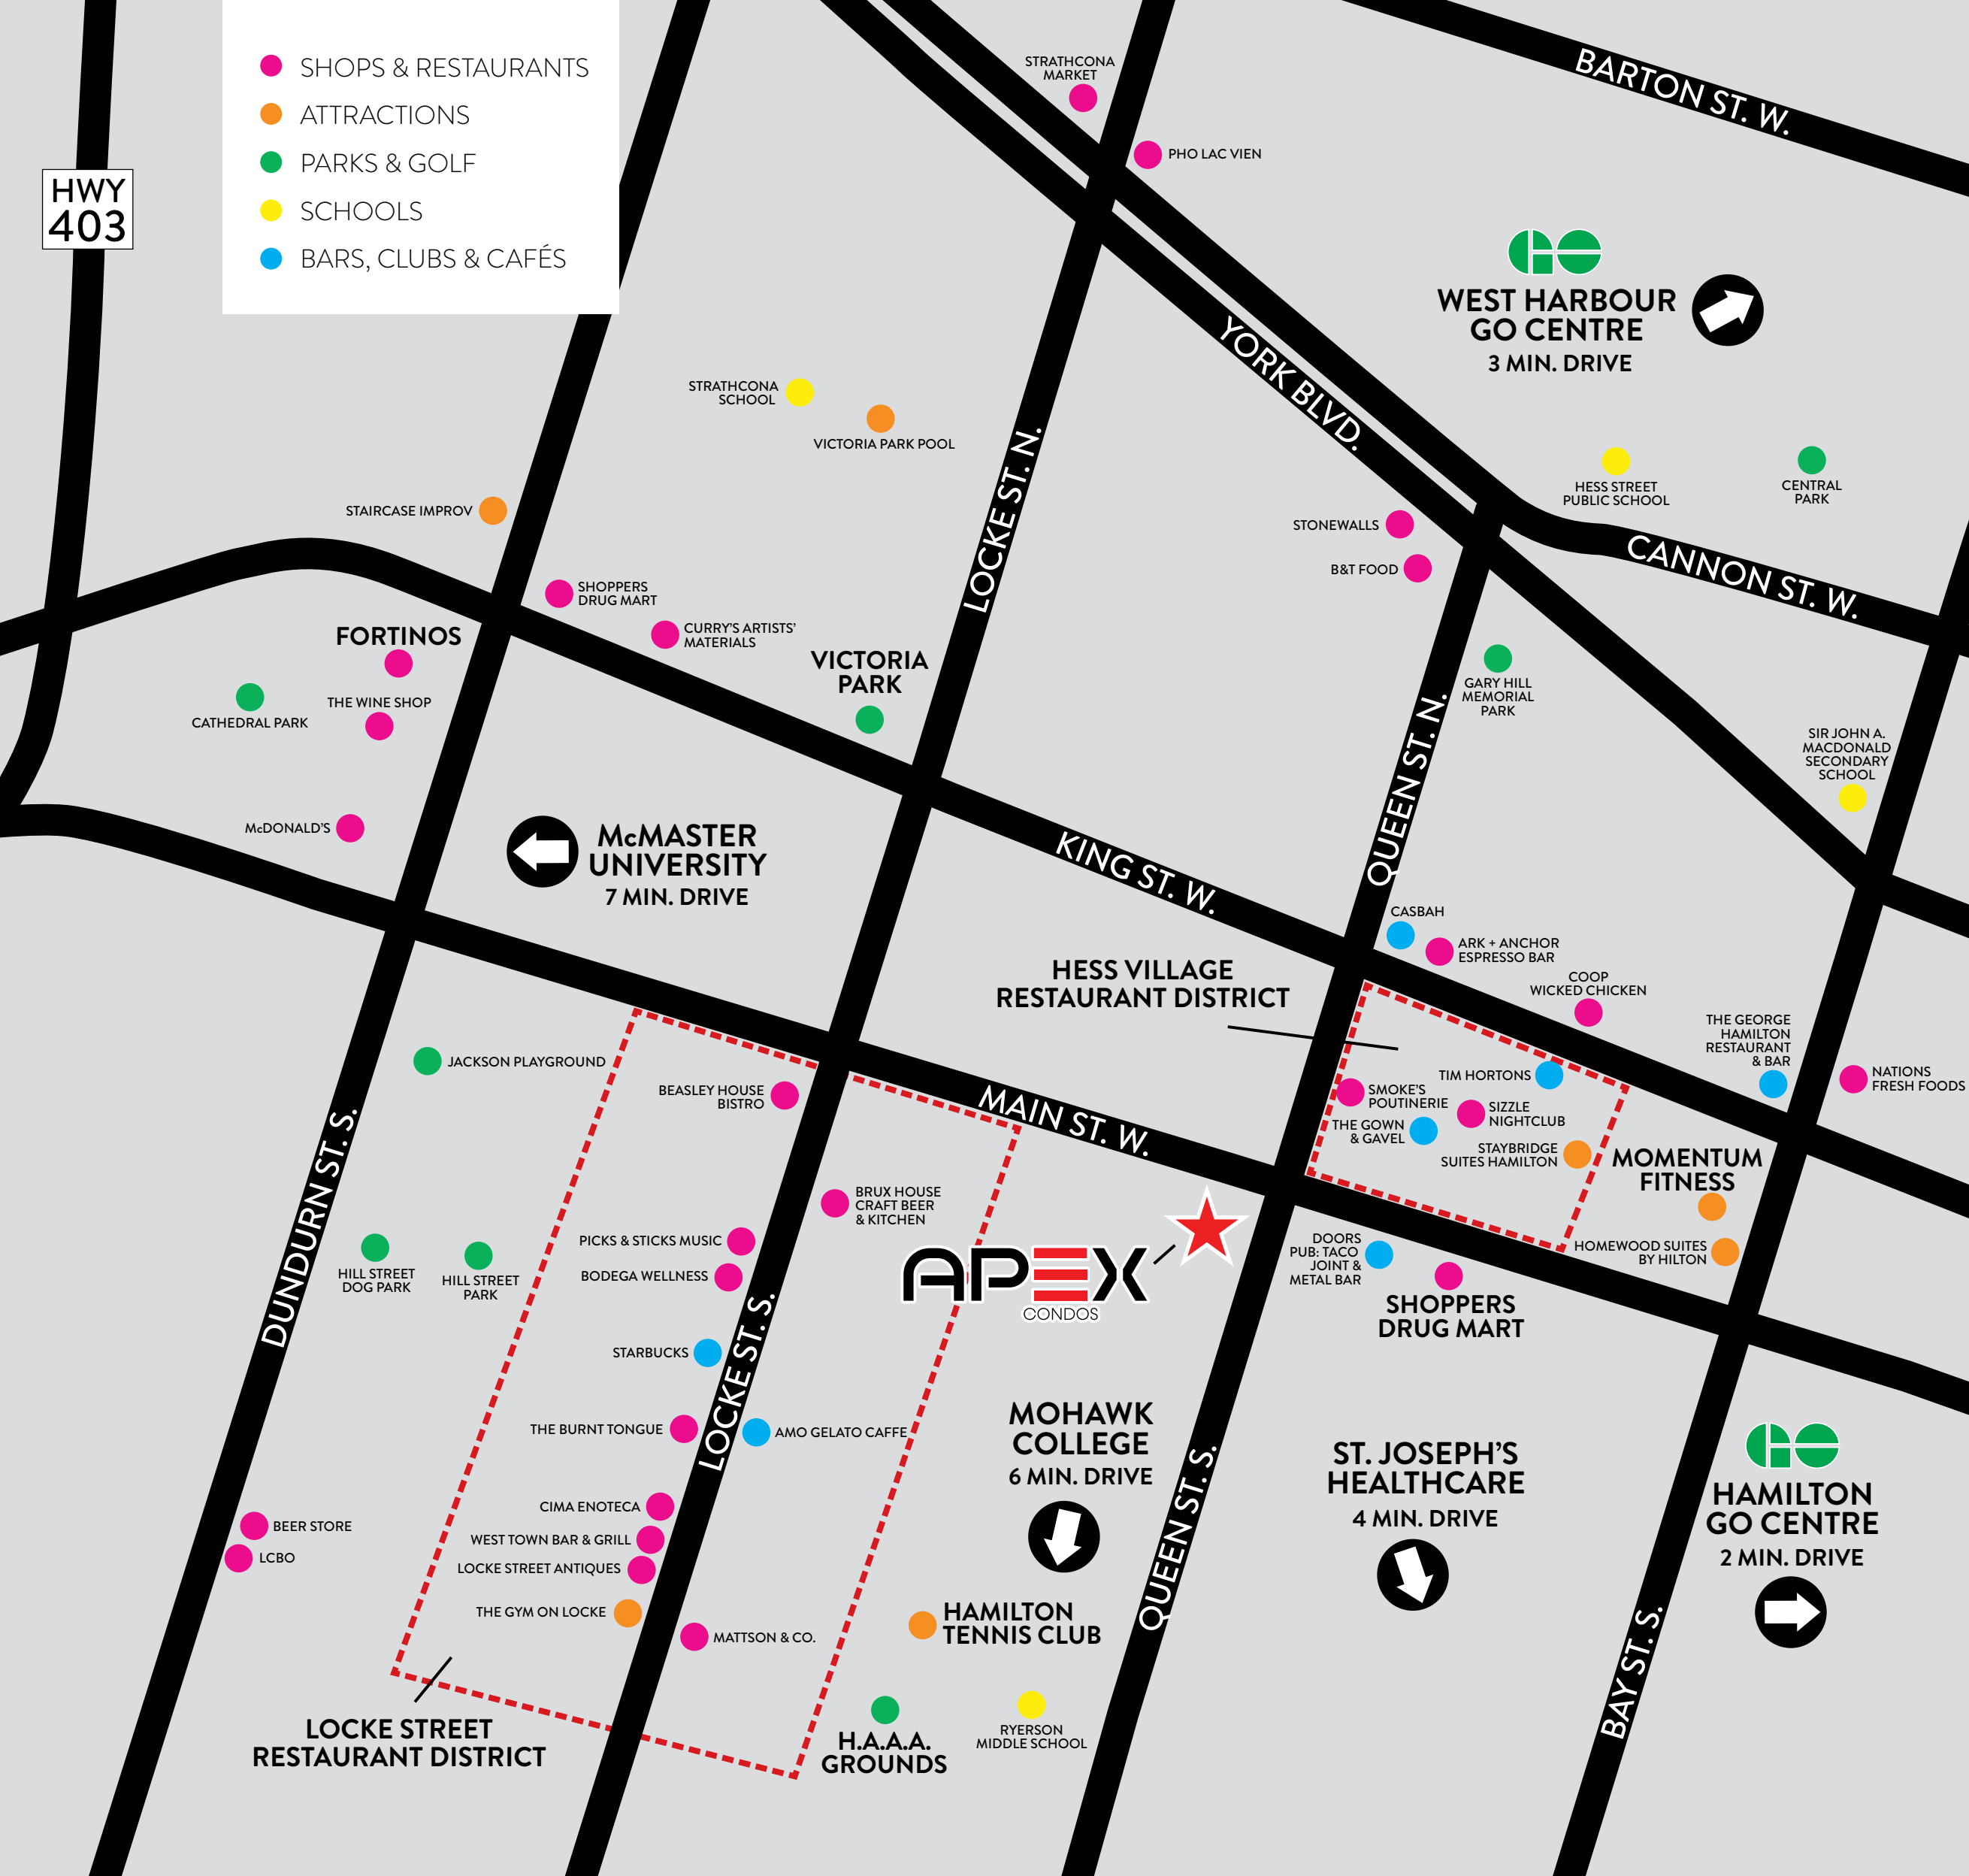 SHOPS & RESTAURANTS
ATTRACTIONS
PARKS & GOLF
SCHOOLS
BARS, CLUBS & CAFÉS
HWY
403
STRATHCONA
MARKET
PHO LAC VIEN
BARTON ST. W.
WEST HARBOUR
GO CENTRE
3 MIN. DRIVE
YORK BLVD.
STRATHCONA
SCHOOL
VICTORIA PARK POOL
LOCKE ST. N.
HESS STREET
PUBLIC SCHOOL
CENTRAL
PARK
STAIRCASE IMPROV
STONEWALLS
B&T FOOD
CANNON ST. W.
SHOPPERS
DRUG MART
CURRY'S ARTISTS'
MATERIALS
FORTINOS
THE WINE SHOP
CATHEDRAL PARK
VICTORIA
PARK
GARY HILL
MEMORIAL
PARK
QUEEN ST. N.
SIR JOHN A.
MACDONALD
SECONDARY
SCHOOL
McDONALD'S
McMASTER
UNIVERSITY
7 MIN. DRIVE
KING ST. W.
CASBAH
ARK + ANCHOR
ESPRESSO BAR
HESS VILLAGE
RESTAURANT DISTRICT
COOP
WICKED CHICKEN
THE GEORGE
HAMILTON
RESTAURANT
& BAR
NATIONS
FRESH FOODS
JACKSON PLAYGROUND
BEASLEY HOUSE
BISTRO
MAIN ST. W.
TIM HORTONS
SMOKE'S
POUTINERIE
SIZZLE
NIGHTCLUB
THE GOWN
& GAVEL
STAYBRIDGE
SUITES HAMILTON
MOMENTUM
FITNESS
DUNDURN ST. S.
BRUX HOUSE
CRAFT BEER
& KITCHEN
PICKS & STICKS MUSIC
BODEGA WELLNESS
HILL STREET
DOG PARK
HILL STREET
PARK
APEX
CONDOS
DOORS
PUB: TACO
JOINT &
METAL BAR
HOMEWOOD SUITES
BY HILTON
SHOPPERS
DRUG MART
STARBUCKS
LOCKE ST. S.
THE BURNT TONGUE
AMO GELATO CAFFE
MOHAWK
COLLEGE
6 MIN. DRIVE
QUEEN ST. S.
ST. JOSEPH'S
HEALTHCARE
4 MIN. DRIVE
HAMILTON
GO CENTRE
2 MIN. DRIVE
CIMA ENOTECA
WEST TOWN BAR & GRILL
LOCKE STREET ANTIQUES
BEER STORE
LCBO
THE GYM ON LOCKE
MATTSON & CO.
HAMILTON
TENNIS CLUB
BAY ST. S.
LOCKE STREET
RESTAURANT DISTRICT
H.A.A.A.
GROUNDS
RYERSON
MIDDLE SCHOOL